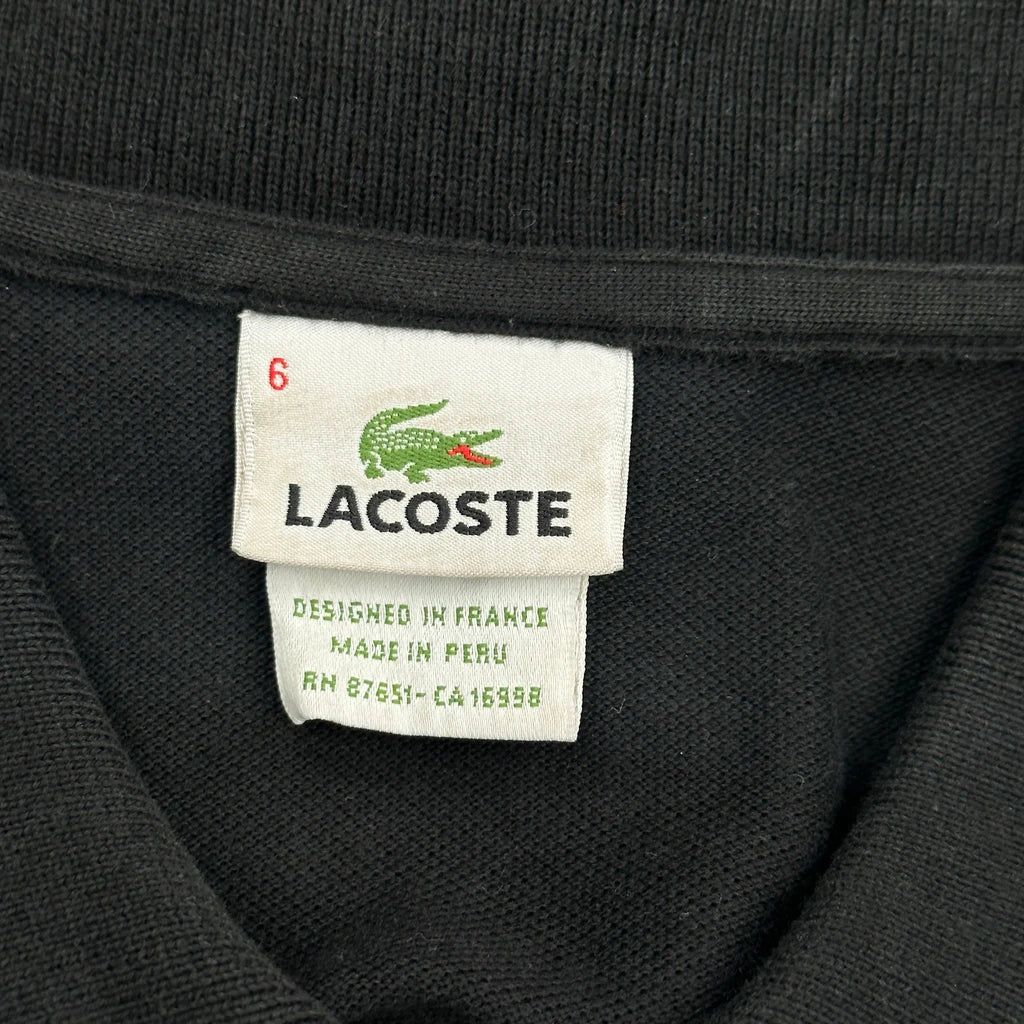 6
LACOSTE
DESIGNED IN FRANCE
MADE IN PERU
RN 87651-CA 16998